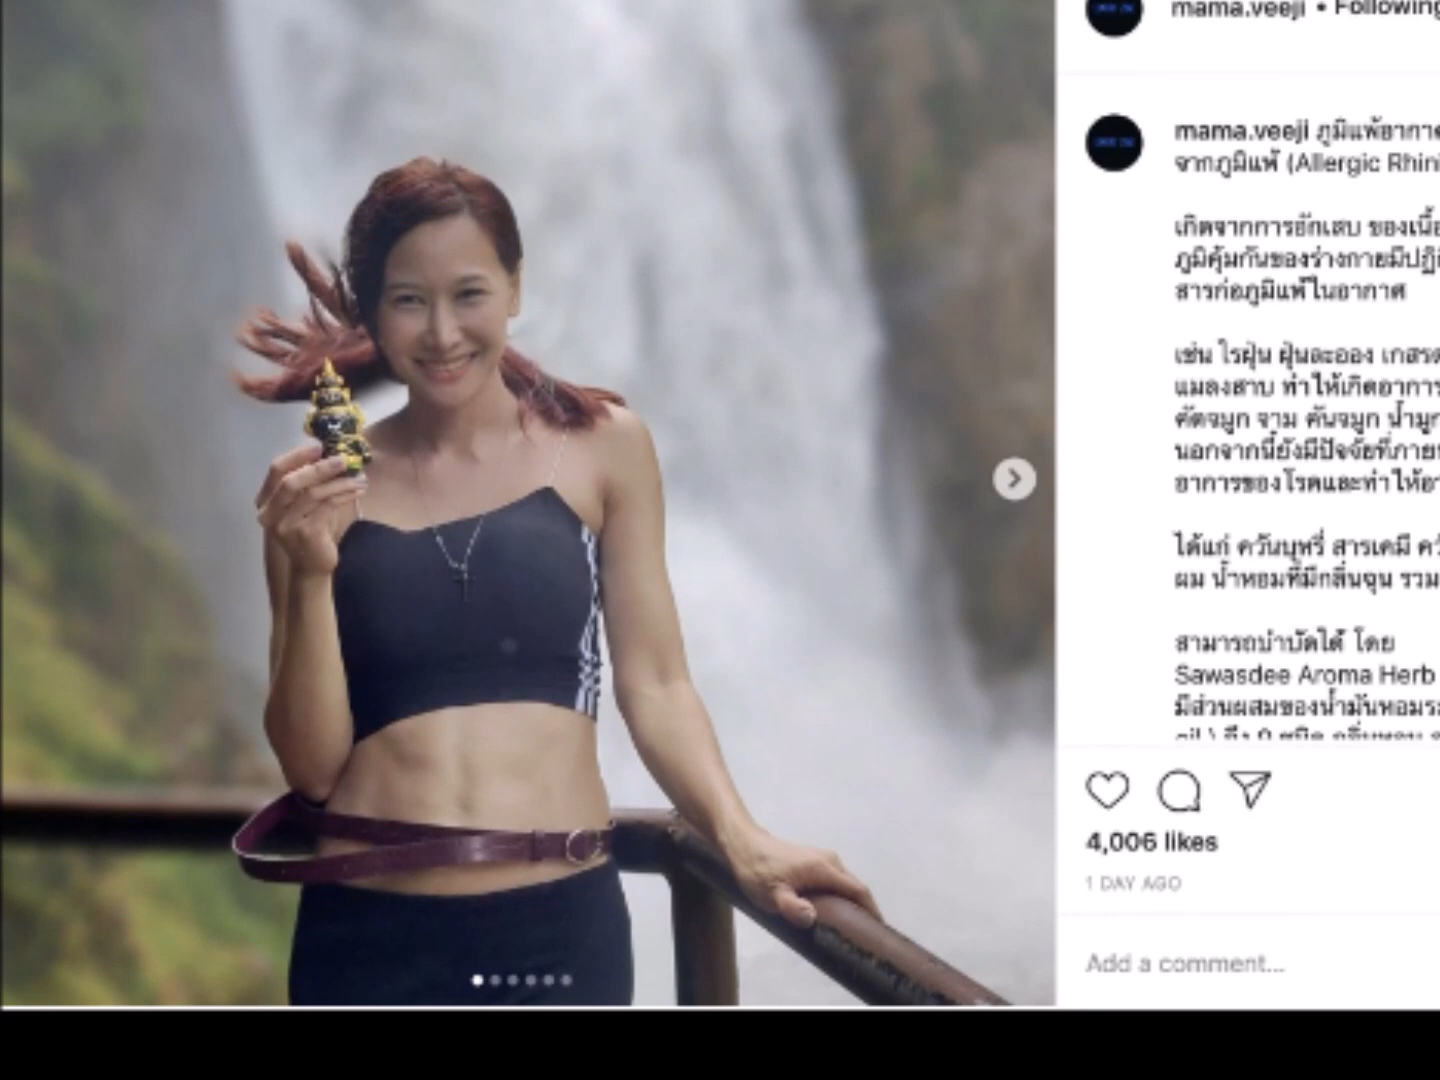 mama.veeji • Following
mama.veeji ภูมิแพ้อากาศ
จากภูมิแพ้ (Allergic Rhini
เกิดจากการอักเสบ ของเนื้อ
ภูมิคุ้มกันของร่างกายมีปฏิ
สารก่อภูมิแพ้ในอากาศ
เช่น ไรฝุ่น ฝุ่นละออง เกสร
แมลงสาบ ทำให้เกิดอาการ
คัดจมูก จาม คันจมูก น้ำมูก
นอกจากนี้ยังมีปัจจัยที่ภาย
อาการของโรคและทำให้อา
ได้แก่ ควันบุหรี่ สารเคมี คว
ผม น้ำหอมที่มีกลิ่นฉุน รวม
สามารถบำบัดได้ โดย
Sawasdee Aroma Herb
มีส่วนผสมของน้ำมันหอมระ
4,006 likes
1 DAY AGO
Add a comment...